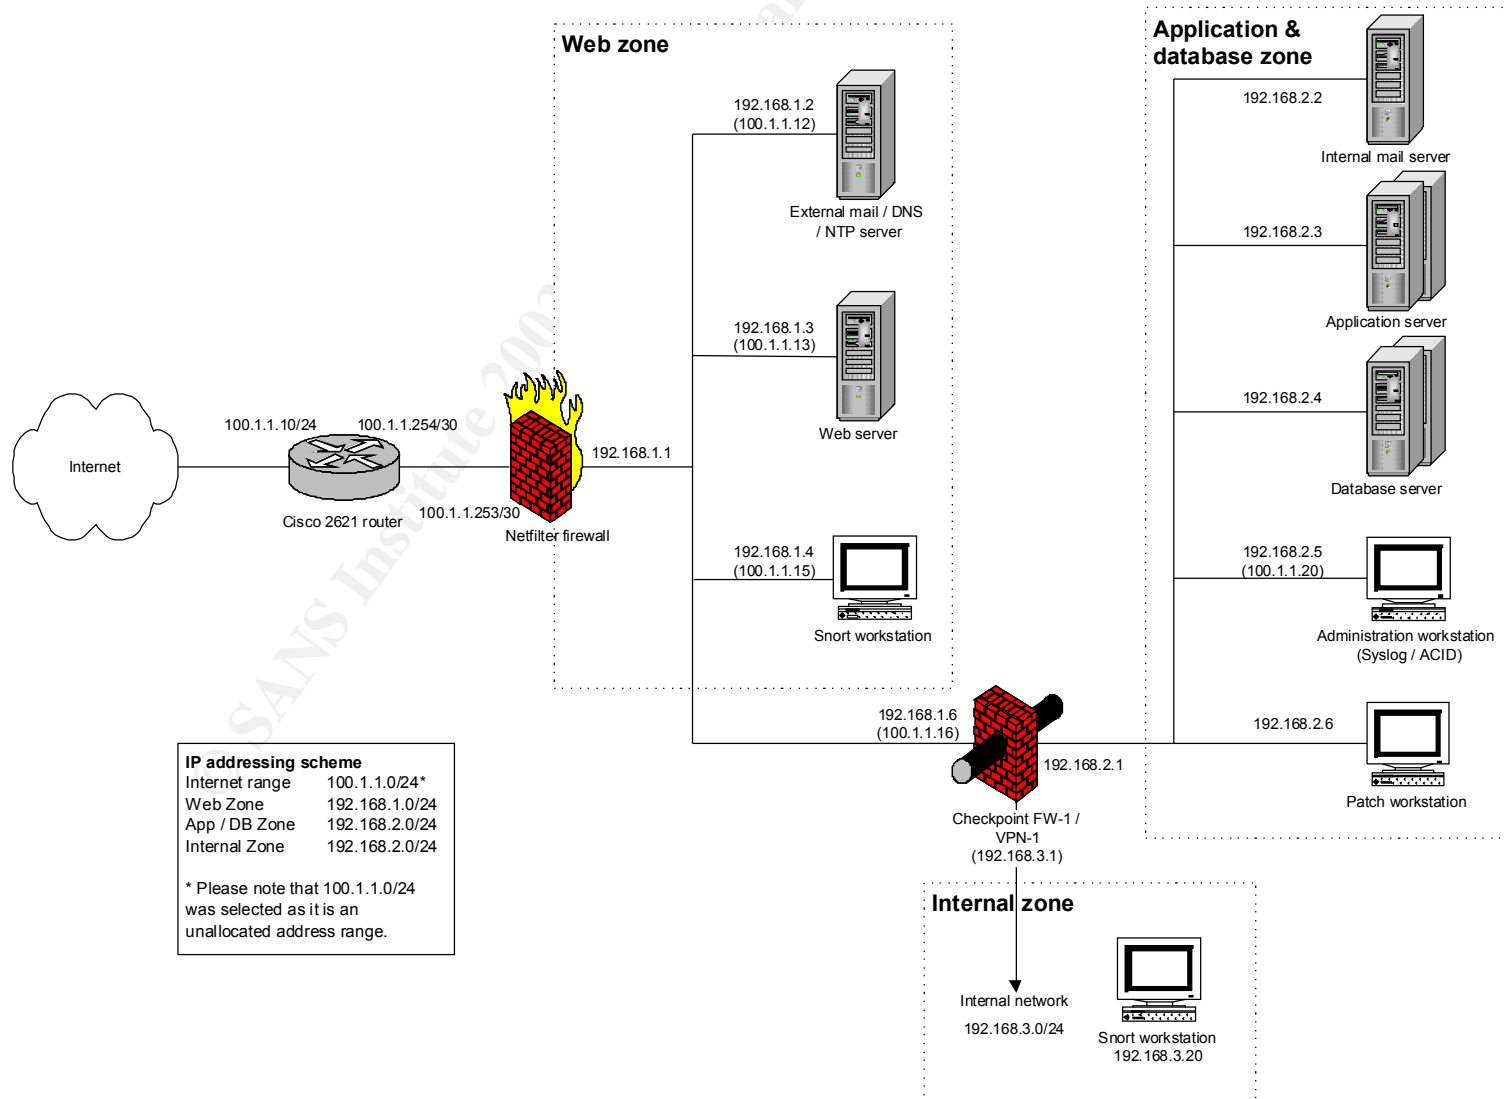 Web zone
192.168.1.2
(100.1.1.12)
External mail / DNS
/ NTP server
192.168.1.3
(100.1.1.13)
Web server
192.168.1.4
(100.1.1.15)
Snort workstation
Application &
database zone
192.168.2.2
Internal mail server
192.168.2.3
Application server
192.168.2.4
Database server
192.168.2.5
(100.1.1.20)
Administration workstation
(Syslog / ACID)
192.168.2.6
Patch workstation
Internet
100.1.1.10/24
100.1.1.254/30
Cisco 2621 router
100.1.1.253/30
Netfilter firewall
192.168.1.1
192.168.1.6
(100.1.1.16)
192.168.2.1
Checkpoint FW-1 /
VPN-1
(192.168.3.1)
IP addressing scheme
Internet range 100.1.1.0/24*
Web Zone 192.168.1.0/24
App / DB Zone 192.168.2.0/24
Internal Zone 192.168.2.0/24
* Please note that 100.1.1.0/24
was selected as it is an
unallocated address range.
Internal zone
Internal network
192.168.3.0/24
Snort workstation
192.168.3.20
© SANS Institute 200